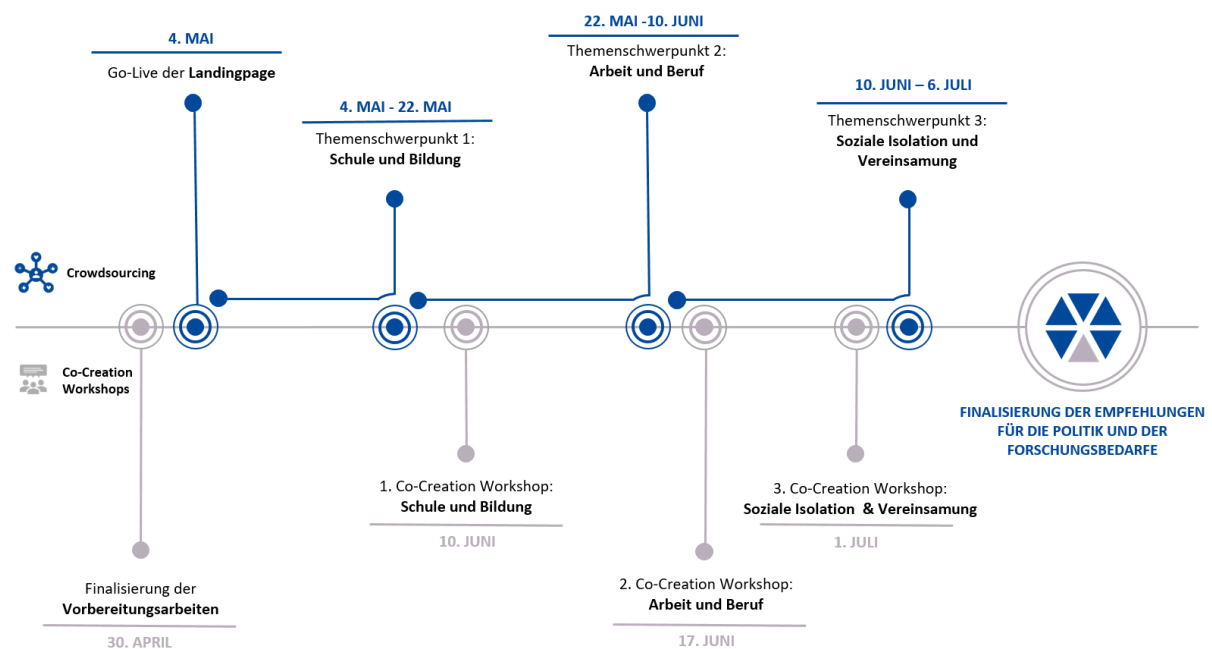 4. MAI
Go-Live der Landingpage
4. MAI - 22. MAI
Themenschwerpunkt 1:
Schule und Bildung
22. MAI -10. JUNI
Themenschwerpunkt 2:
Arbeit und Beruf
10. JUNI – 6. JULI
Themenschwerpunkt 3:
Soziale Isolation und
Vereinsamung
Crowdsourcing
Co-Creation
Workshops
FINALISIERUNG DER EMPFEHLUNGEN
FÜR DIE POLITIK UND DER
FORSCHUNGSBEDARFE
Finalisierung der
Vorbereitungsarbeiten
30. APRIL
1. Co-Creation Workshop:
Schule und Bildung
10. JUNI
2. Co-Creation Workshop:
Arbeit und Beruf
17. JUNI
3. Co-Creation Workshop:
Soziale Isolation & Vereinsamung
1. JULI